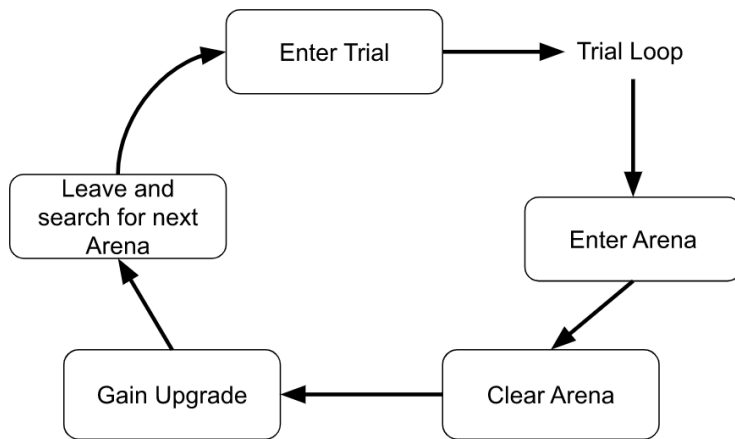 Enter Trial
Trial Loop
Enter Arena
Clear Arena
Gain Upgrade
Leave and
search for next
Arena